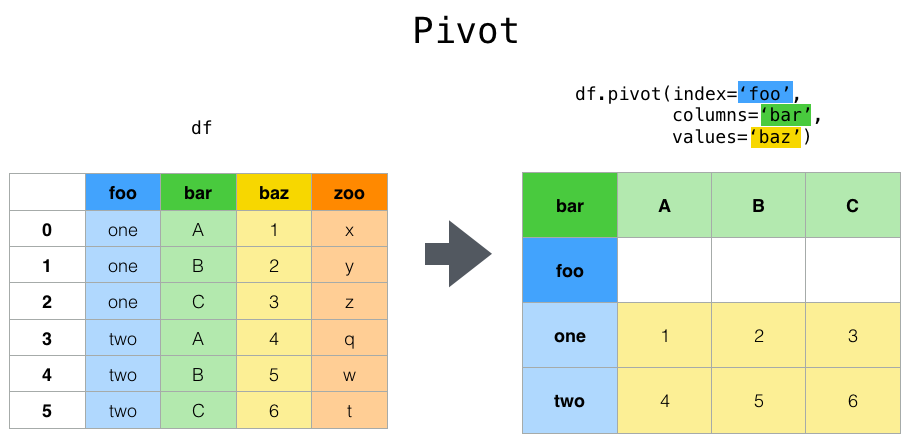 Pivot
df
foo bar baz zoo
0 one A 1 x
1 one B 2 y
2 one C 3 z
3 two A 4 q
4 two B 5 w
5 two C 6 t
df.pivot(index=‘foo’,
columns=‘bar’,
values=‘baz’)
bar A B C
foo
one 1 2 3
two 4 5 6